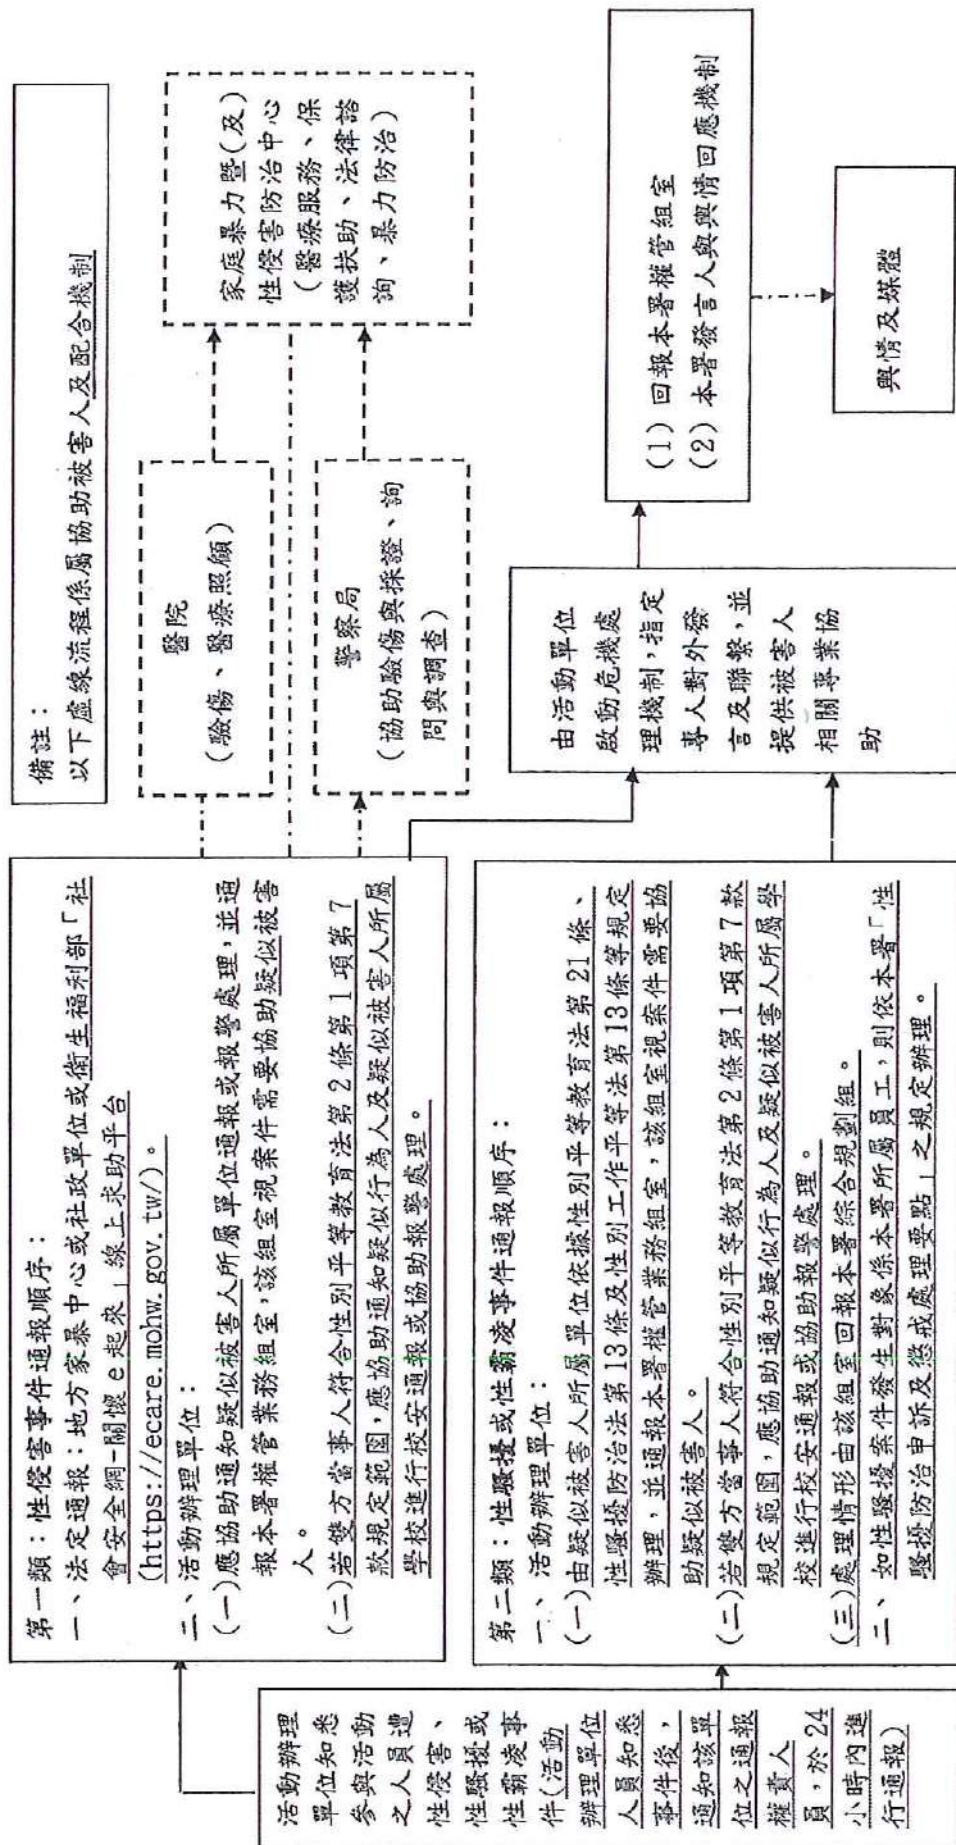 備註：
以下虛線流程係屬協助被害人及配合機制
活動辦理
單位知悉
參與活動
之人員遭
性侵害、
性騷擾或
性霸凌事
件(活動
辦理單位
人員知悉
事件後，
通知該單
位之通報
權責人
員，於24
小時內進
行通報)
第一類：性侵害事件通報順序：
一、法定通報：地方家暴中心或社政單位或衛生福利部「社
會安全網-關懷e起來」線上求助平台
(https://ecare.mohw.gov.tw/)。
二、活動辦理單位：
(一)應協助通知疑似被害人所屬單位通報或報警處理，並通
報本署權管業務組室，該組室視案件需要協助疑似被害
人。
(二)若雙方當事人符合性別平等教育法第2條第1項第7
款規定範圍，應協助通知疑似行為人及疑似被害人所屬
學校進行校安通報或協助報警處理。
第二類：性騷擾或性霸凌事件通報順序：
一、活動辦理單位：
(一)由疑似被害人所屬單位依據性別平等教育法第21條、
性騷擾防治法第13條及性別工作平等法第13條等規定
辦理，並通報本署權管業務組室，該組室視案件需要協
助疑似被害人。
(二)若雙方當事人符合性別平等教育法第2條第1項第7款
規定範圍，應協助通知疑似行為人及疑似被害人所屬學
校進行校安通報或協助報警處理。
(三)處理情形由該組室回報本署綜合規劃組。
二、如性騷擾案件發生對象係本署所屬員工，則依本署「性
騷擾防治申訴及懲戒處理要點」之規定辦理。
醫院
(驗傷、醫療照顧)
警察局
(協助驗傷與採證、詢
問與調查)
家庭暴力暨(及)
性侵害防治中心
(醫療服務、保
護扶助、法律諮
詢、暴力防治)
由活動單位
啟動危機處
理機制，指定
專人對外發
言及聯繫，並
提供被害人
相關專業協
助
(1)回報本署權管組室
(2)本署發言人與輿情回應機制
輿情及媒體